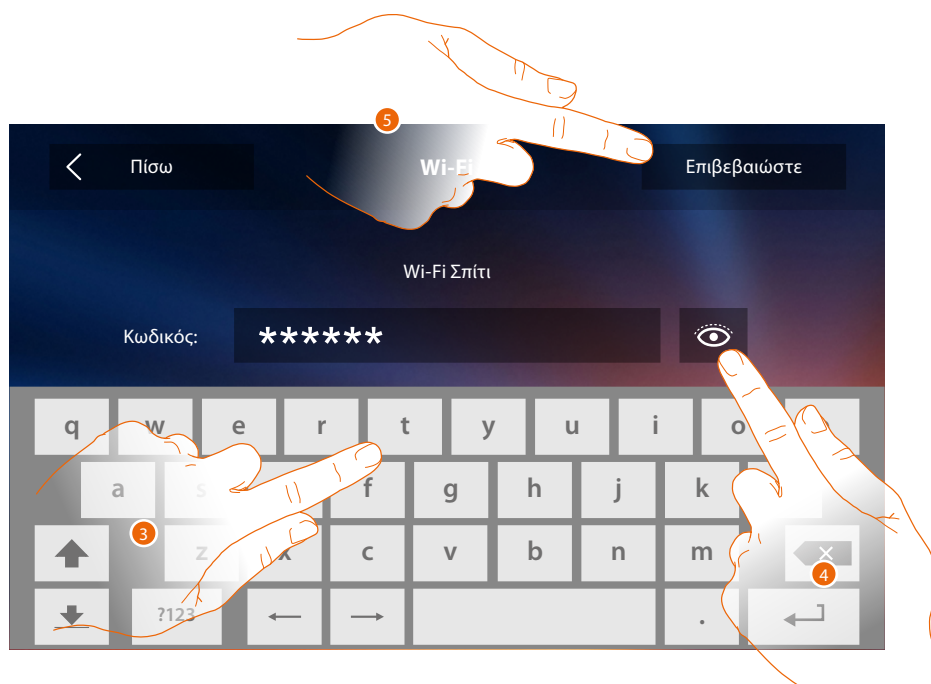 5
Πίσω
Wi-Fi
Επιβεβαιώστε
Wi-Fi Σπίτι
Κωδικός:
******
q w e r t y u i o
a s f g h j k
3
z x c v b n m
4
?123 .